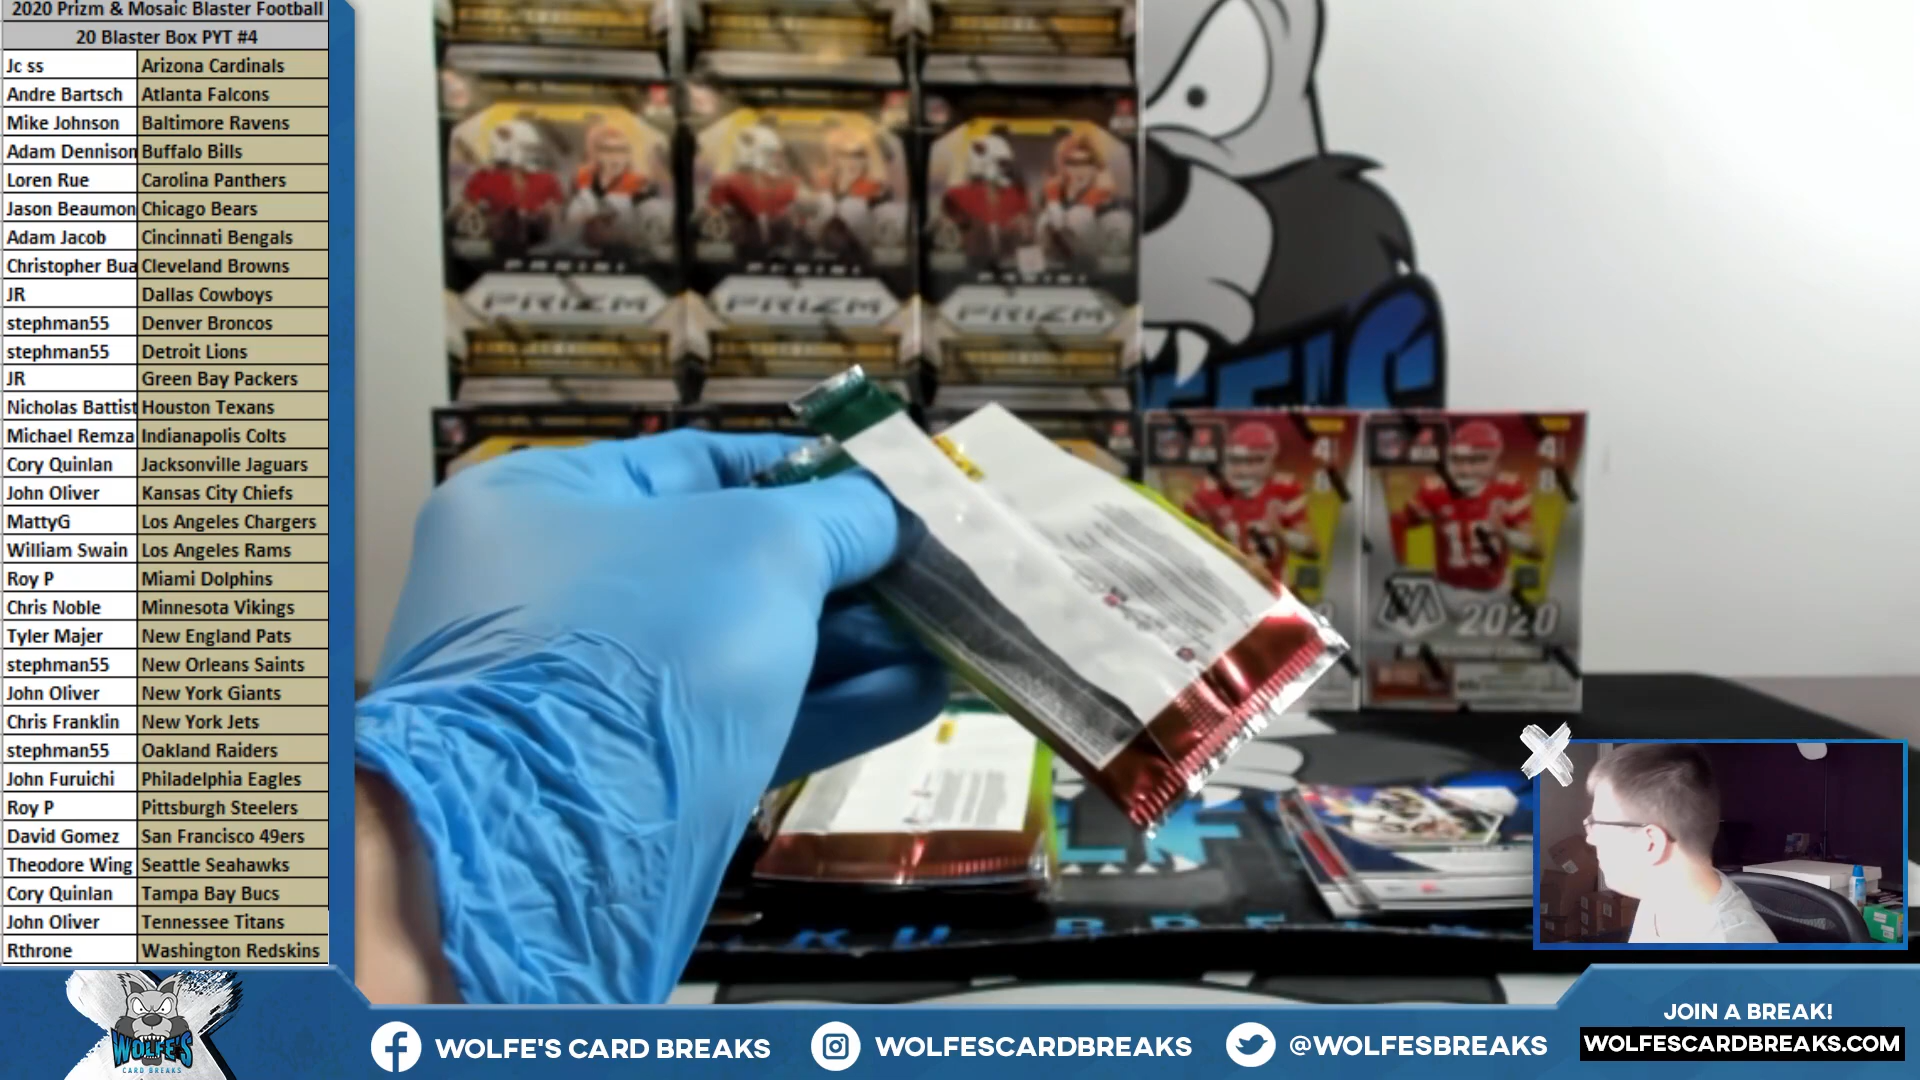 2020 Prizm & Mosaic Blaster Football
20 Blaster Box PYT #4
Jc ss Arizona Cardinals
Andre Bartsch Atlanta Falcons
Mike Johnson Baltimore Ravens
Adam Dennison Buffalo Bills
Loren Rue Carolina Panthers
Jason Beaumon Chicago Bears
Adam Jacob Cincinnati Bengals
Christopher Bua Cleveland Browns
JR Dallas Cowboys
stephman55 Denver Broncos
stephman55 Detroit Lions
JR Green Bay Packers
Nicholas Battist Houston Texans
Michael Remza Indianapolis Colts
Cory Quinlan Jacksonville Jaguars
John Oliver Kansas City Chiefs
MattyG Los Angeles Chargers
William Swain Los Angeles Rams
Roy P Miami Dolphins
Chris Noble Minnesota Vikings
Tyler Majer New England Pats
stephman55 New Orleans Saints
John Oliver New York Giants
Chris Franklin New York Jets
stephman55 Oakland Raiders
John Furuichi Philadelphia Eagles
Roy P Pittsburgh Steelers
David Gomez San Francisco 49ers
Theodore Wing Seattle Seahawks
Cory Quinlan Tampa Bay Bucs
John Oliver Tennessee Titans
Rthrone Washington Redskins
PANINI PANINI PANINI
PRIZM PRIZM PRIZM
2020
WOLFE'S
CARD BREAKS
WOLFE'S CARD BREAKS
WOLFESCARDBREAKS
@WOLFESBREAKS
JOIN A BREAK!
WOLFESCARDBREAKS.COM